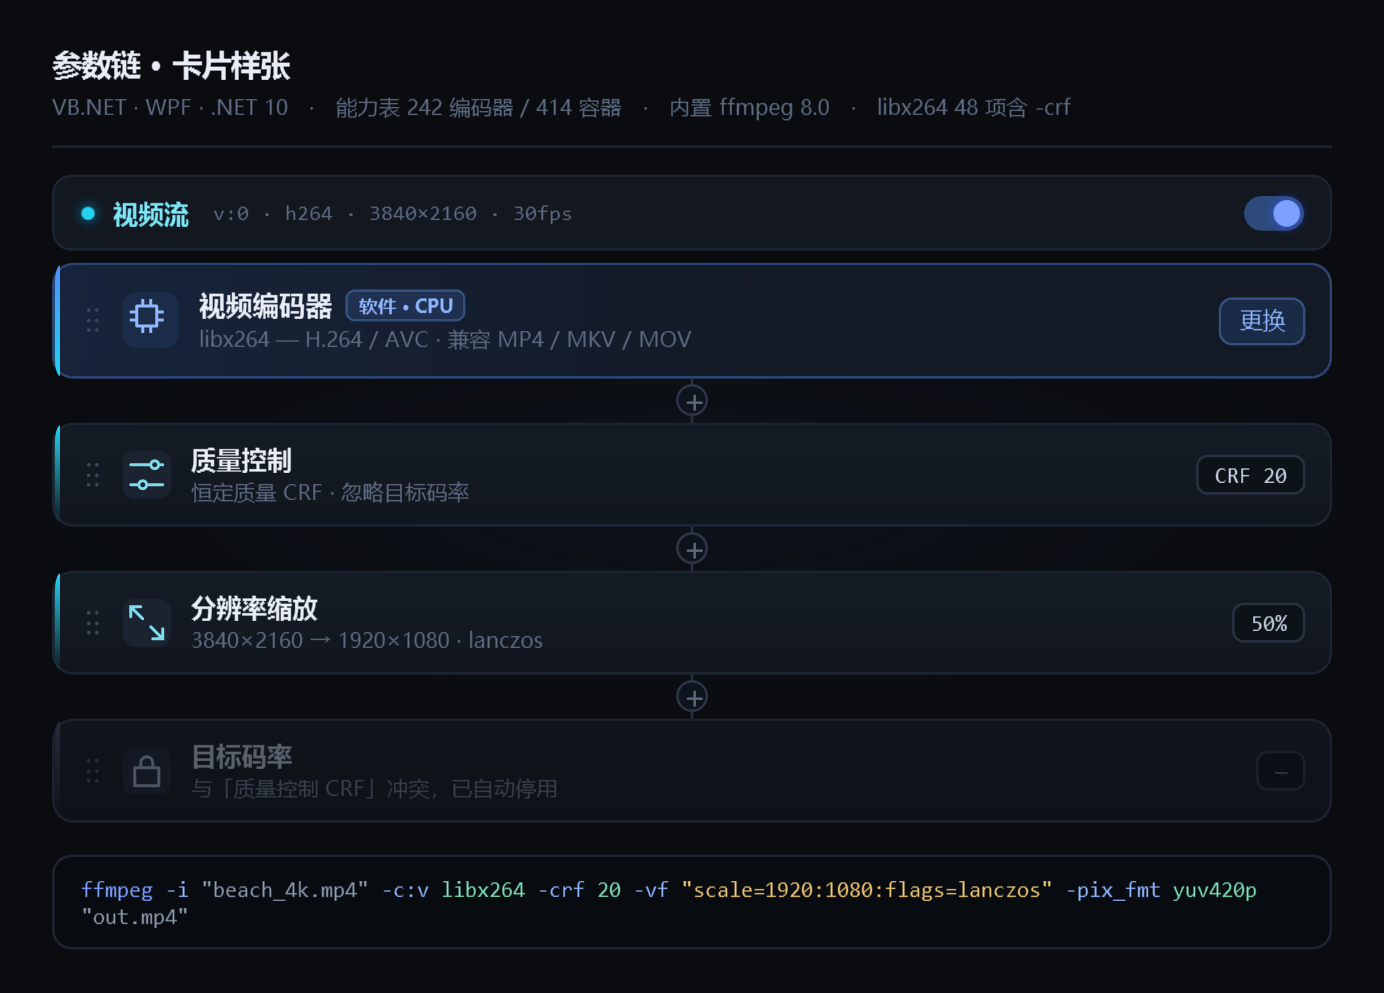 参数链 • 卡片样张
VB.NET · WPF · .NET 10 · 能力表 242 编码器 / 414 容器 · 内置 ffmpeg 8.0 · libx264 48 项含 -crf
视频流 v:0 · h264 · 3840×2160 · 30fps
视频编码器 软件 • CPU
libx264 — H.264 / AVC · 兼容 MP4 / MKV / MOV
更换
质量控制
恒定质量 CRF · 忽略目标码率
CRF 20
分辨率缩放
3840×2160 → 1920×1080 · lanczos
50%
目标码率
与「质量控制 CRF」冲突，已自动停用
—
ffmpeg -i "beach_4k.mp4" -c:v libx264 -crf 20 -vf "scale=1920:1080:flags=lanczos" -pix_fmt yuv420p
"out.mp4"